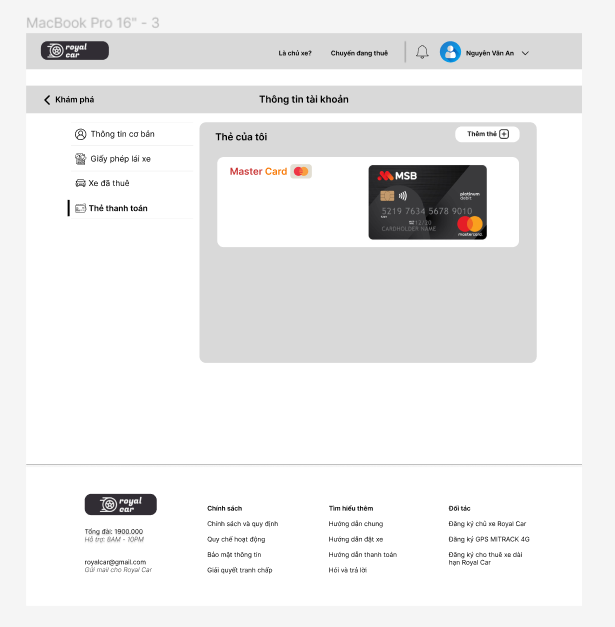 MacBook Pro 16" - 3
royal
car
Là chủ xe?
Chuyến đang thuê
Nguyễn Văn An
Khám phá
Thông tin tài khoản
Thông tin cơ bản
Giấy phép lái xe
Xe đã thuê
Thẻ thanh toán
Thẻ của tôi
Thêm thẻ
Master Card
MSB
platinum
debit
5219 7634 5678 9010
12/20
CARDHOLDER NAME
mastercard
royal
car
Tổng đài: 1900.000
Hỗ trợ: 8AM - 10PM
royalcar@gmail.com
Gửi mail cho Royal Car
Chính sách
Chính sách và quy định
Quy chế hoạt động
Bảo mật thông tin
Giải quyết tranh chấp
Tìm hiểu thêm
Hướng dẫn chung
Hướng dẫn đặt xe
Hướng dẫn thanh toán
Hỏi và trả lời
Đối tác
Đăng ký chủ xe Royal Car
Đăng ký GPS MITRACK 4G
Đăng ký cho thuê xe dài
hạn Royal Car